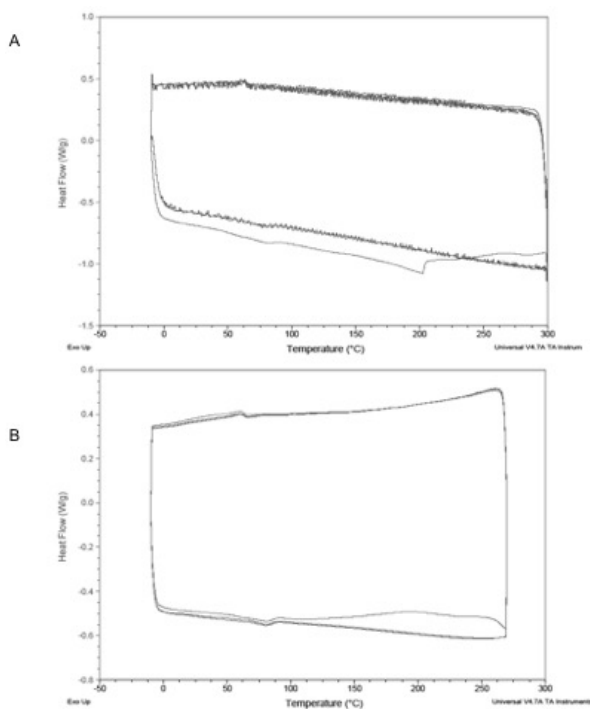 A
1.0
0.5
0.0
-0.5
-1.0
-1.5
Heat Flow (W/g)
-50 0 50 100 150 200 250 300
Exo Up
Temperature (°C)
Universal V4.7A TA Instrum
B
0.6
0.4
0.2
0.0
-0.2
-0.4
-0.6
-0.8
Heat Flow (W/g)
-50 0 50 100 150 200 250 300
Exo Up
Temperature (°C)
Universal V4.7A TA Instruments